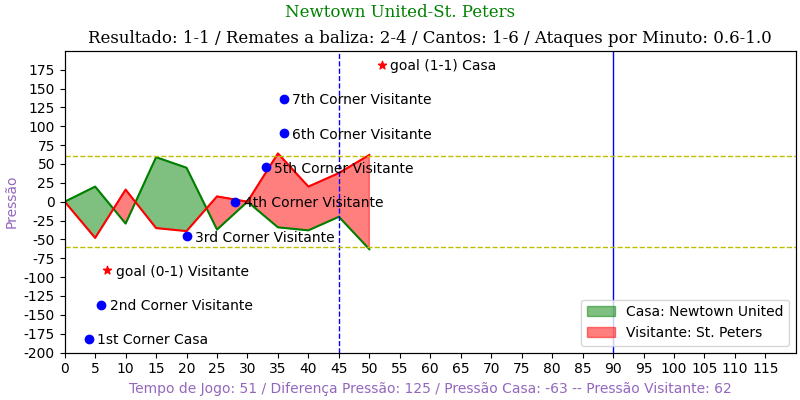 Newtown United-St. Peters
Resultado: 1-1 / Remates a baliza: 2-4 / Cantos: 1-6 / Ataques por Minuto: 0.6-1.0
Pressão
175
150
125
100
75
50
25
0
-25
-50
-75
-100
-125
-150
-175
-200
goal (1-1) Casa
7th Corner Visitante
6th Corner Visitante
5th Corner Visitante
4th Corner Visitante
3rd Corner Visitante
goal (0-1) Visitante
2nd Corner Visitante
1st Corner Casa
Casa: Newtown United
Visitante: St. Peters
0 5 10 15 20 25 30 35 40 45 50 55 60 65 70 75 80 85 90 95 100 105 110 115
Tempo de Jogo: 51 / Diferença Pressão: 125 / Pressão Casa: -63 -- Pressão Visitante: 62